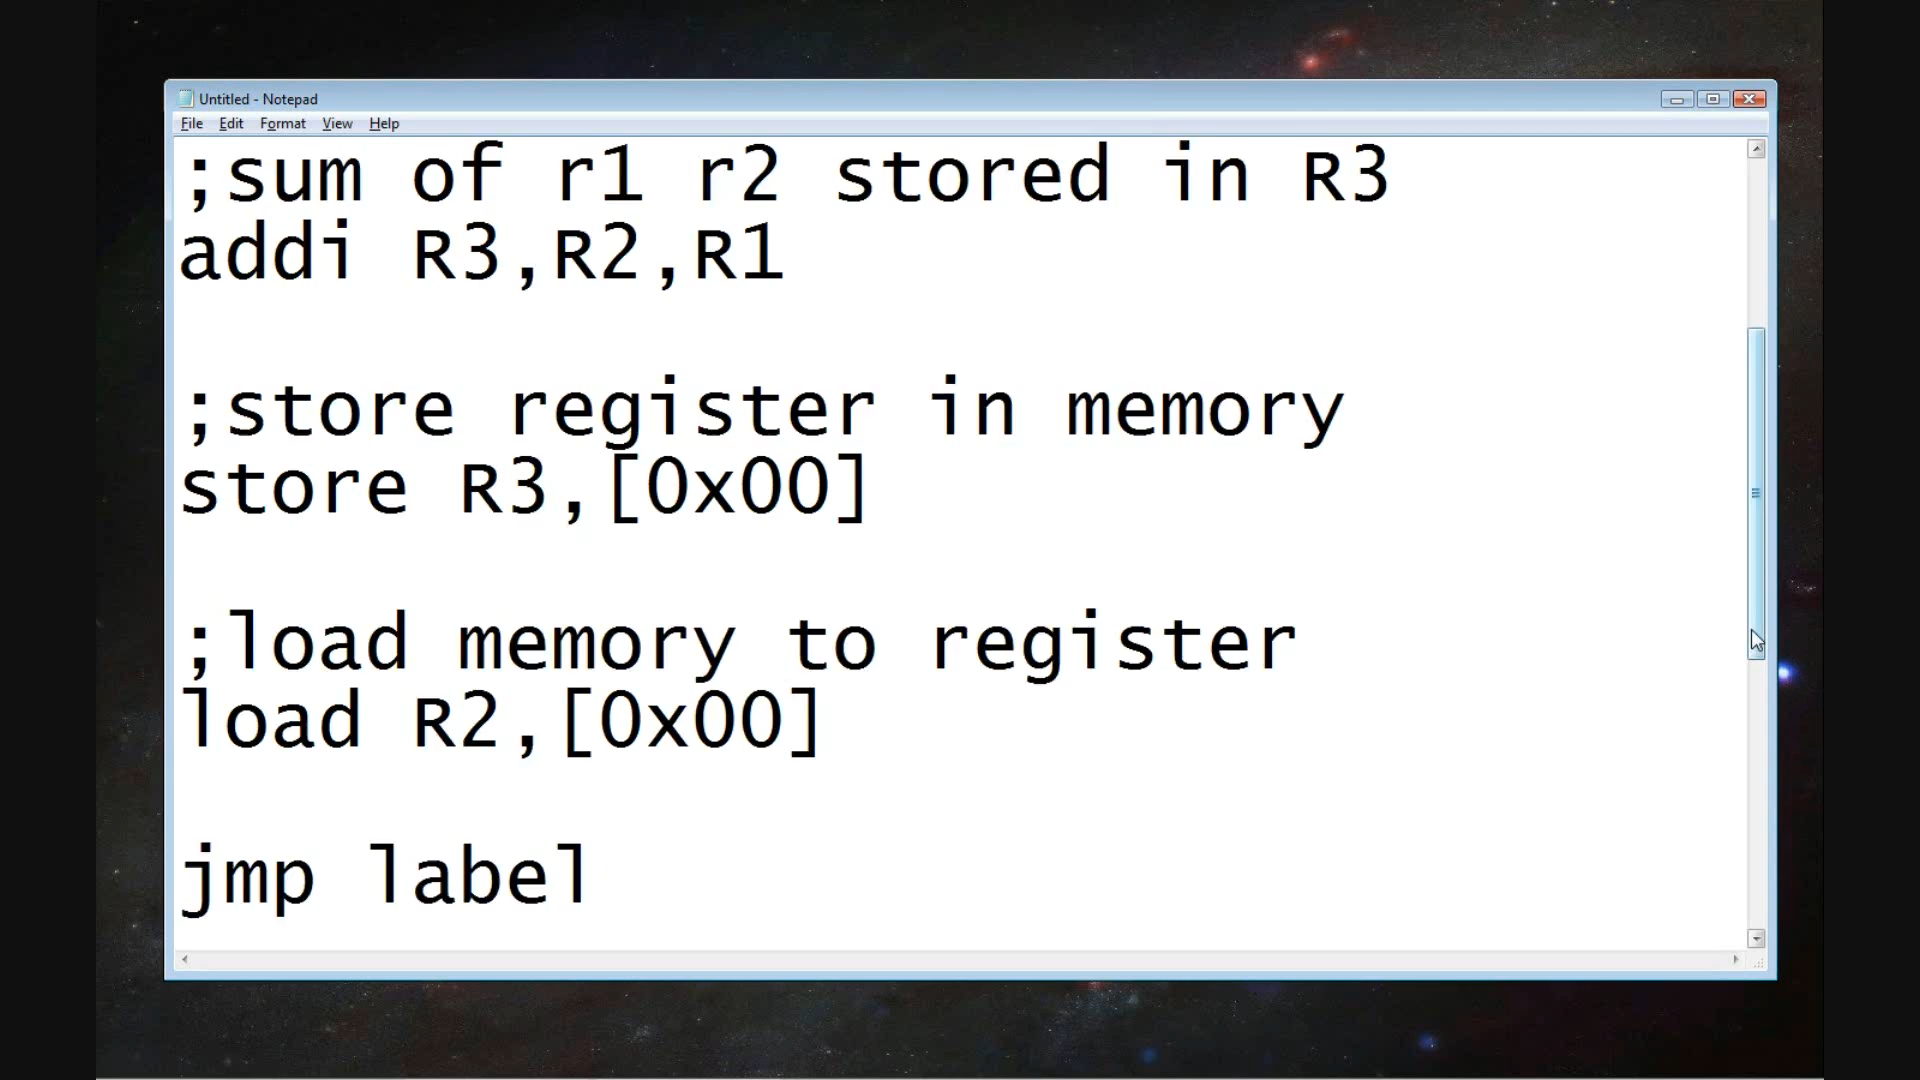 Untitled - Notepad
File Edit Format View Help
;sum of r1 r2 stored in R3
addi R3,R2,R1
;store register in memory
store R3,[0x00]
;load memory to register
load R2,[0x00]
jmp label